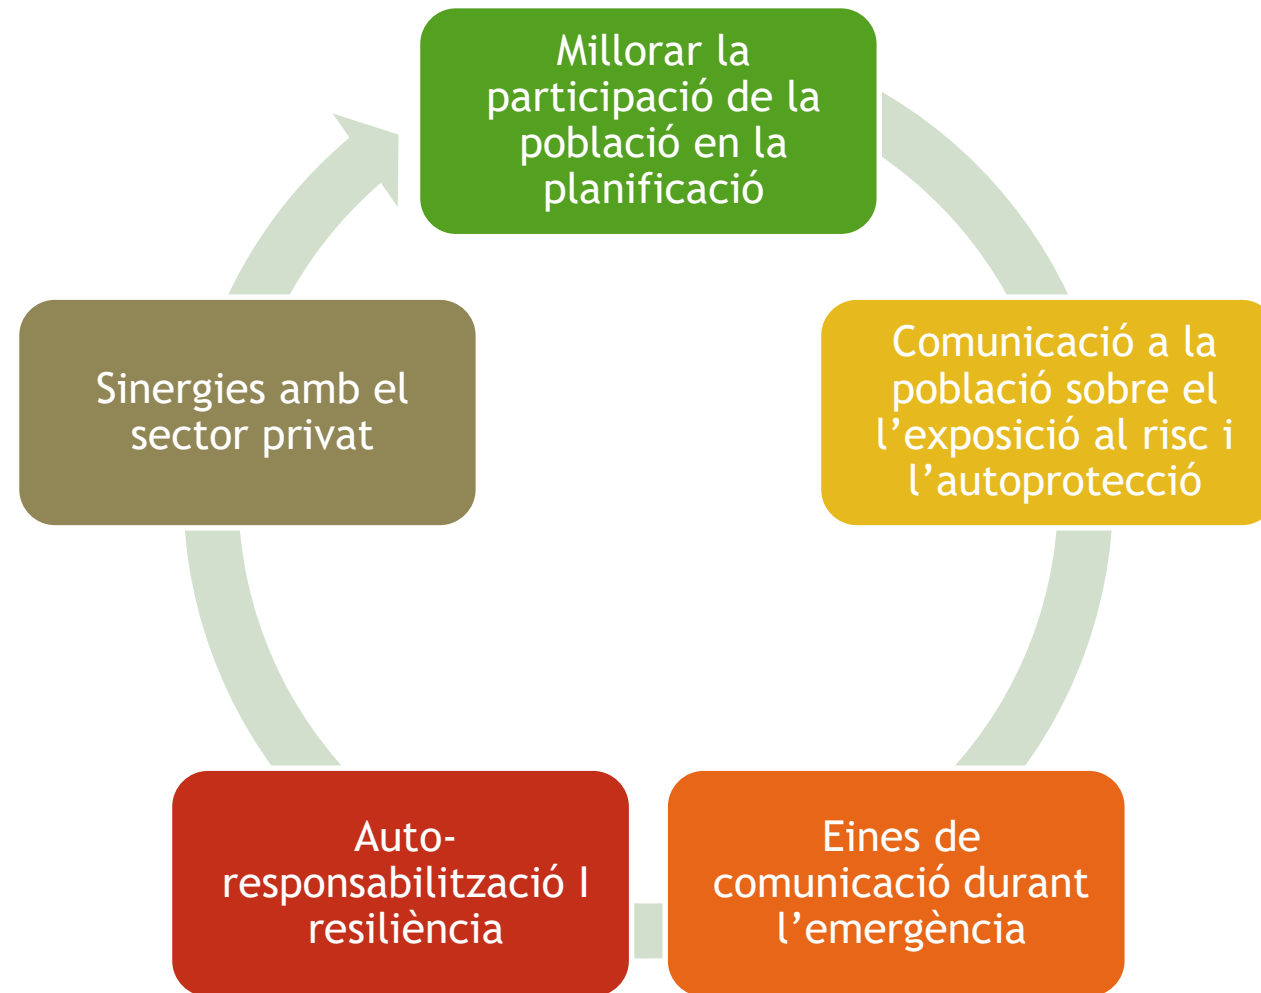 Millorar la
participació de la
població en la
planificació
Comunicació a la
població sobre el
l’exposició al risc i
l’autoprotecció
Eines de
comunicació durant
l’emergència
Auto-
responsabilització I
resiliència
Sinergies amb el
sector privat